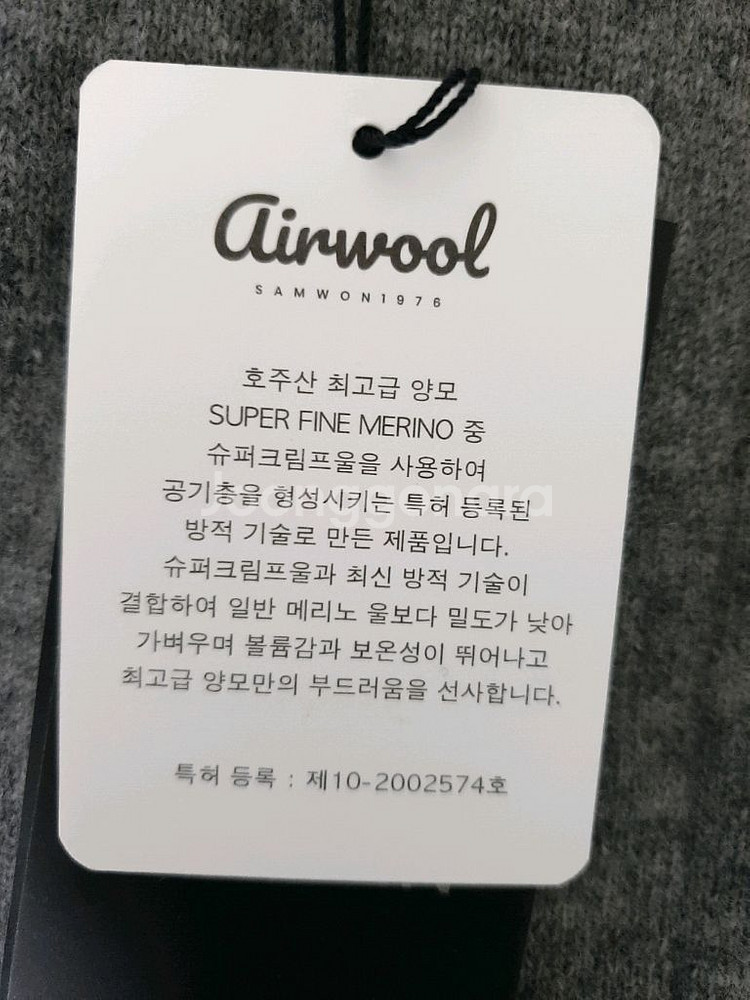 airwool
SAMWON1976
호주산 최고급 양모
SUPER FINE MERINO 중
슈퍼크림프울을 사용하여
공기층을 형성시키는 특허 등록된
Joonggonara
방적 기술로 만든 제품입니다.
슈퍼크림프울과 최신 방적 기술이
결합하여 일반 메리노 울보다 밀도가 낮아
가벼우며 볼륨감과 보온성이 뛰어나고
최고급 양모만의 부드러움을 선사합니다.
특허 등록 : 제10-2002574호